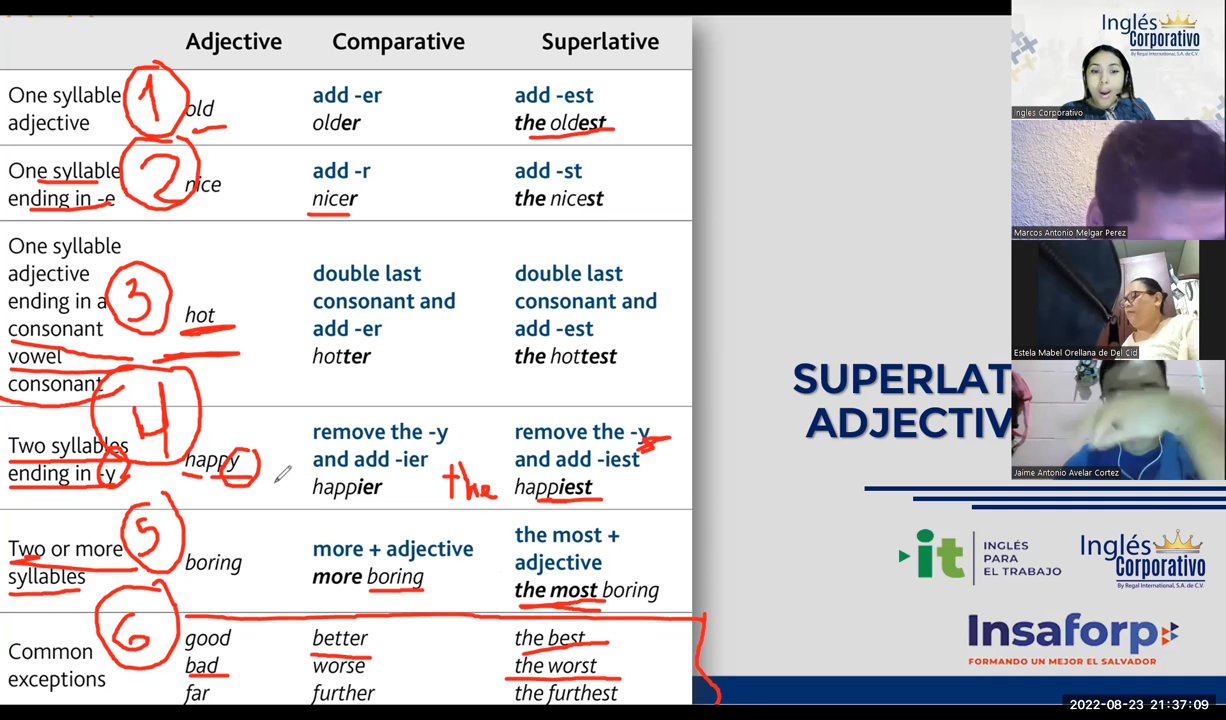 Adjective Comparative Superlative
One syllable
adjective
1
old
add -er
older
add -est
the oldest
One syllable
ending in -e
2
nice
add -r
nicer
add -st
the nicest
One syllable
adjective
ending in a
consonant
vowel
consonant
3
hot
double last
consonant and
add -er
hotter
double last
consonant and
add -est
the hottest
Two syllables
ending in -y
4
happy
remove the -y
and add -ier
happier
remove the -y
and add -iest
the happiest
Two or more
syllables
5
boring
more + adjective
more boring
the most +
adjective
the most boring
Common
exceptions
6
good better the best
bad worse the worst
far further the furthest
SUPERLAT
ADJECTIV
it
INGLÉS
PARA
EL TRABAJO
Inglés
Corporativo
By Regal International, S.A. de C.V.
Insaforp
FORMANDO UN MEJOR EL SALVADOR
Inglés
Corporativo
By Regal International, S.A. de C.V.
Ingles Corporativo
Marcos Antonio Melgar Perez
Estela Mabel Orellana de Del Cid
Jaime Antonio Avelar Cortez
2022-08-23 21:37:09